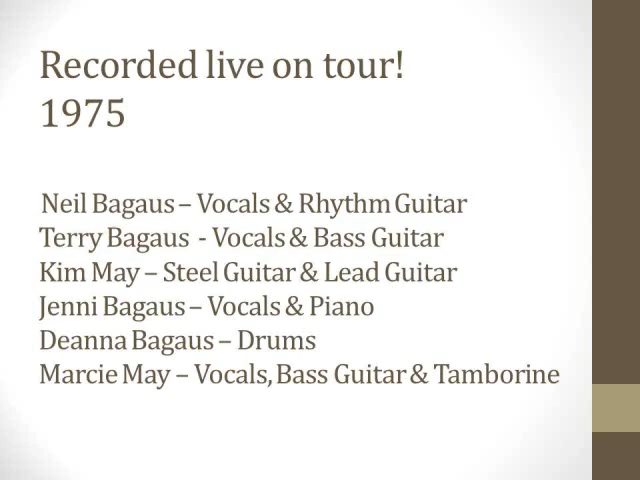 Recorded live on tour!
1975
Neil Bagaus – Vocals & Rhythm Guitar
Terry Bagaus - Vocals & Bass Guitar
Kim May – Steel Guitar & Lead Guitar
Jenni Bagaus – Vocals & Piano
Deanna Bagaus – Drums
Marcie May – Vocals, Bass Guitar & Tamborine